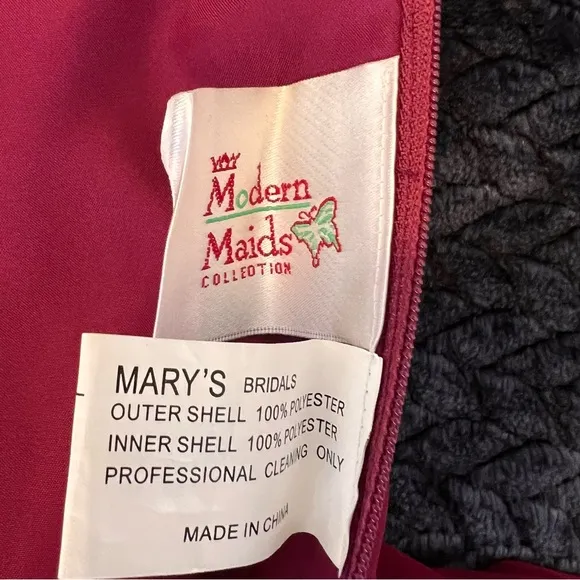 Modern
Maids
COLLECTION
MARY'S BRIDALS
OUTER SHELL 100% POLYESTER
INNER SHELL 100% POLYESTER
PROFESSIONAL CLEANING ONLY
MADE IN CHINA